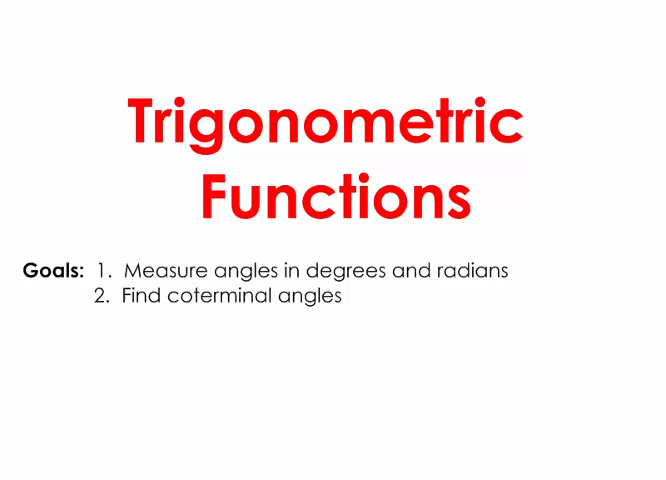 Trigonometric
Functions
Goals: 1. Measure angles in degrees and radians
2. Find coterminal angles